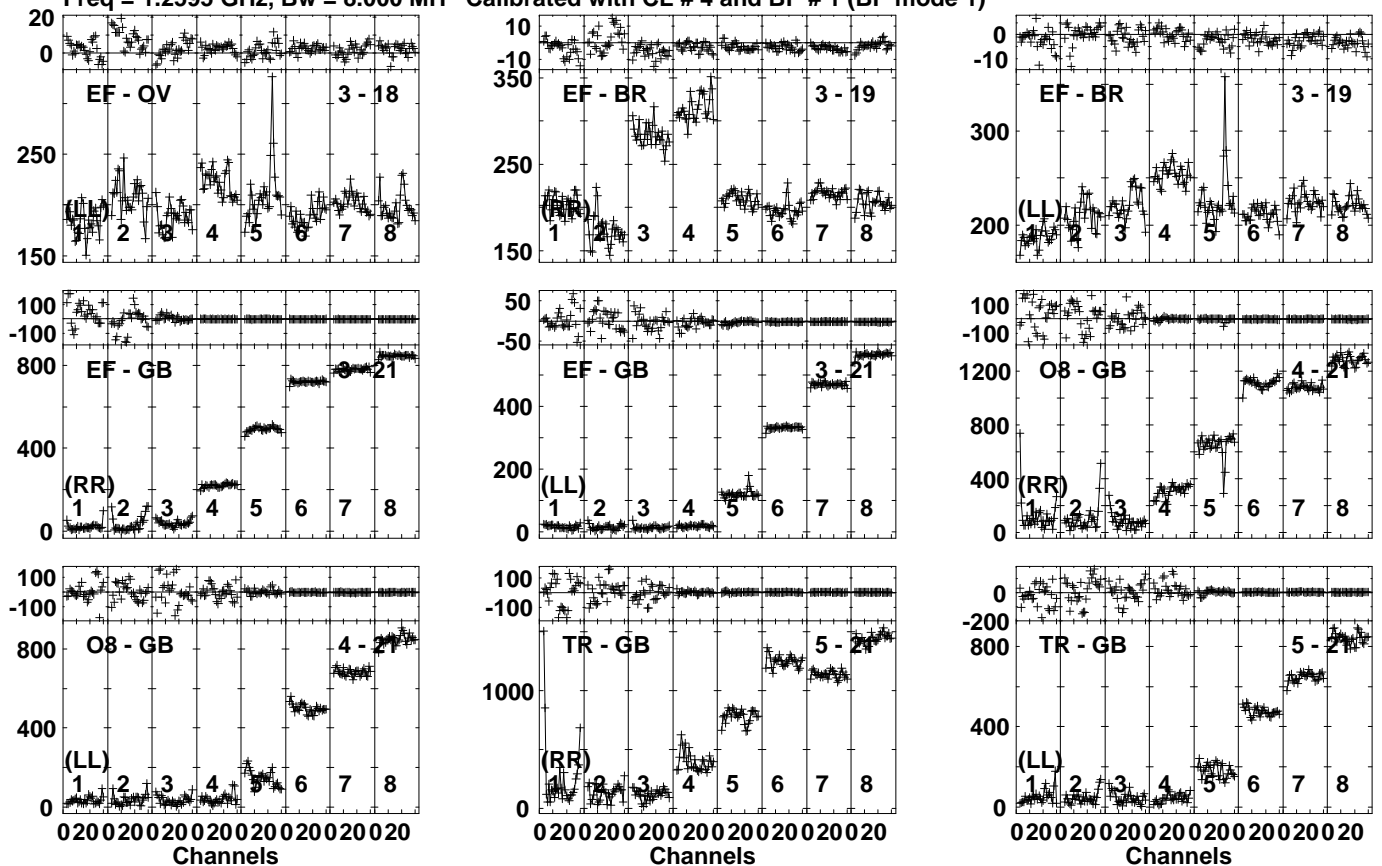 Freq = 1.2595 GHz, Bw = 8.000 MH Calibrated with CL # 4 and BP # 1 (BP mode 1)
20
0
EF - OV 3 - 18
250
150
(LL)
1 2 3 4 5 6 7 8
10
-10
350
EF - BR 3 - 19
250
150
(RR)
1 2 3 4 5 6 7 8
0
-10
EF - BR 3 - 19
300
200
(LL)
1 2 3 4 5 6 7 8
100
-100
800
EF - GB 3 - 21
400
0
(RR)
1 2 3 4 5 6 7 8
50
-50
EF - GB 3 - 21
400
200
0
(LL)
1 2 3 4 5 6 7 8
100
-100
1200
O8 - GB 4 - 21
800
400
0
(RR)
1 2 3 4 5 6 7 8
100
-100
800
O8 - GB 4 - 21
400
0
(LL)
1 2 3 4 5 6 7 8
0 20 0 20 0 20 0 20 0 20 0 20 0 20 0 20
Channels
100
-100
TR - GB 5 - 21
1000
0
(RR)
1 2 3 4 5 6 7 8
0 20 0 20 0 20 0 20 0 20 0 20 0 20 0 20
Channels
0
-200
800
TR - GB 5 - 21
400
0
(LL)
1 2 3 4 5 6 7 8
0 20 0 20 0 20 0 20 0 20 0 20 0 20 0 20
Channels